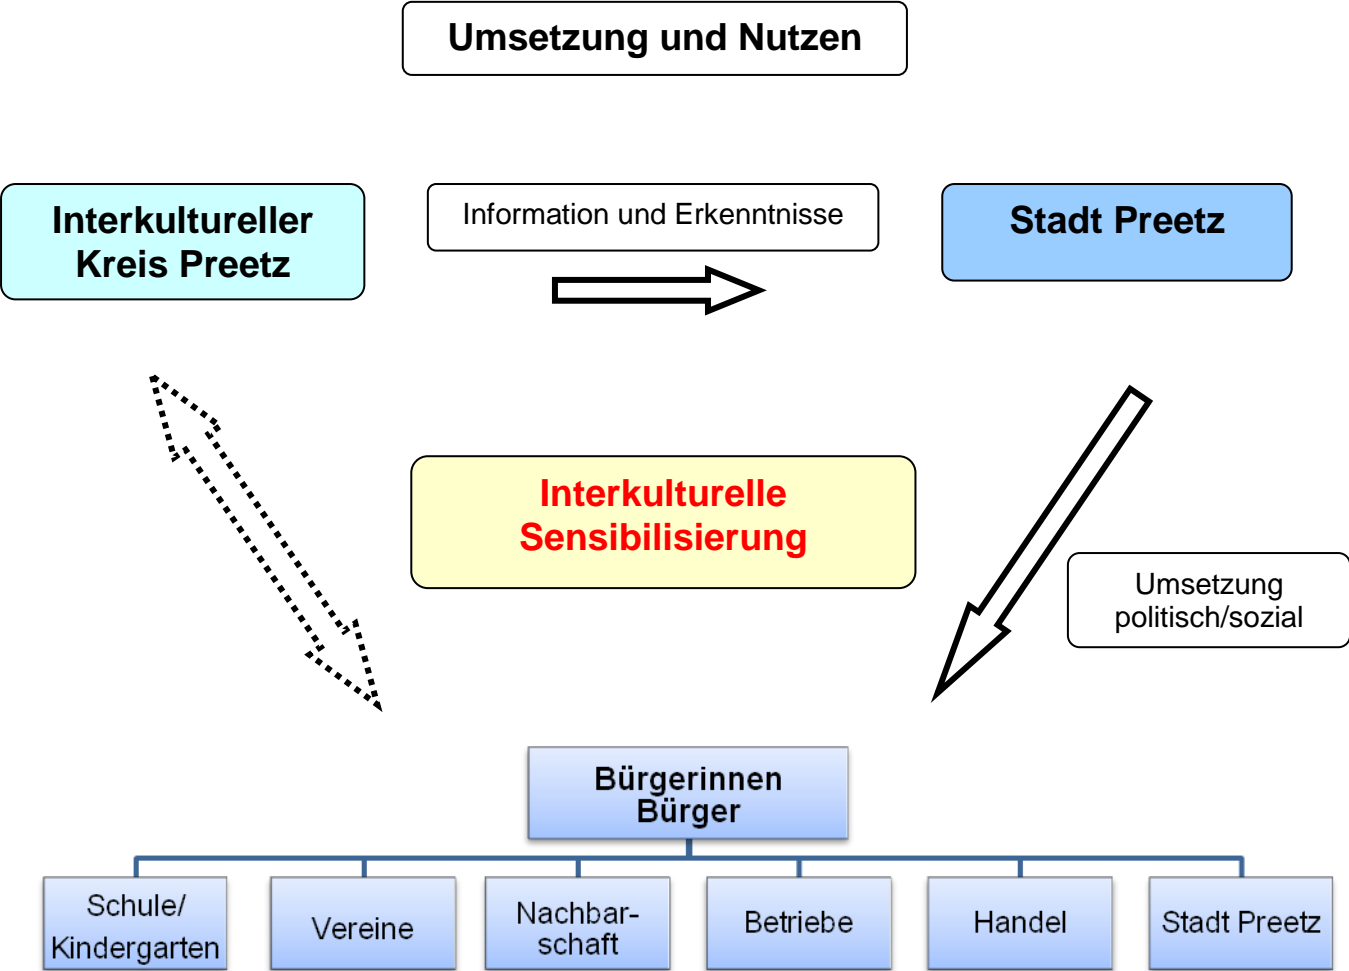 Umsetzung und Nutzen
Interkultureller
Kreis Preetz
Information und Erkenntnisse
Stadt Preetz
Interkulturelle
Sensibilisierung
Umsetzung
politisch/sozial
Bürgerinnen
Bürger
Schule/
Kindergarten
Vereine
Nachbar-
schaft
Betriebe
Handel
Stadt Preetz